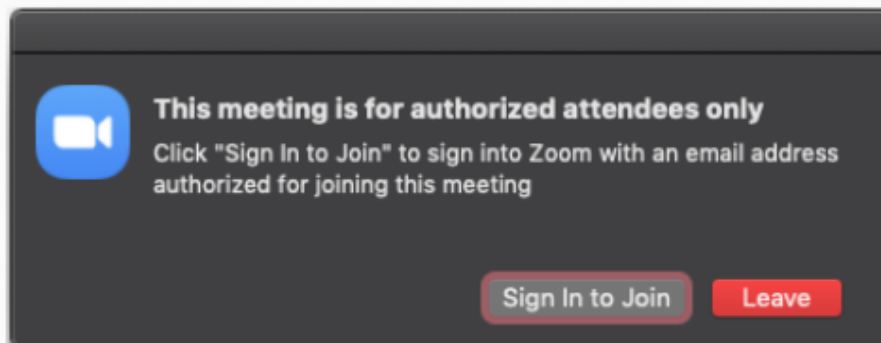 This meeting is for authorized attendees only
Click "Sign In to Join" to sign into Zoom with an email address
authorized for joining this meeting
Sign In to Join
Leave